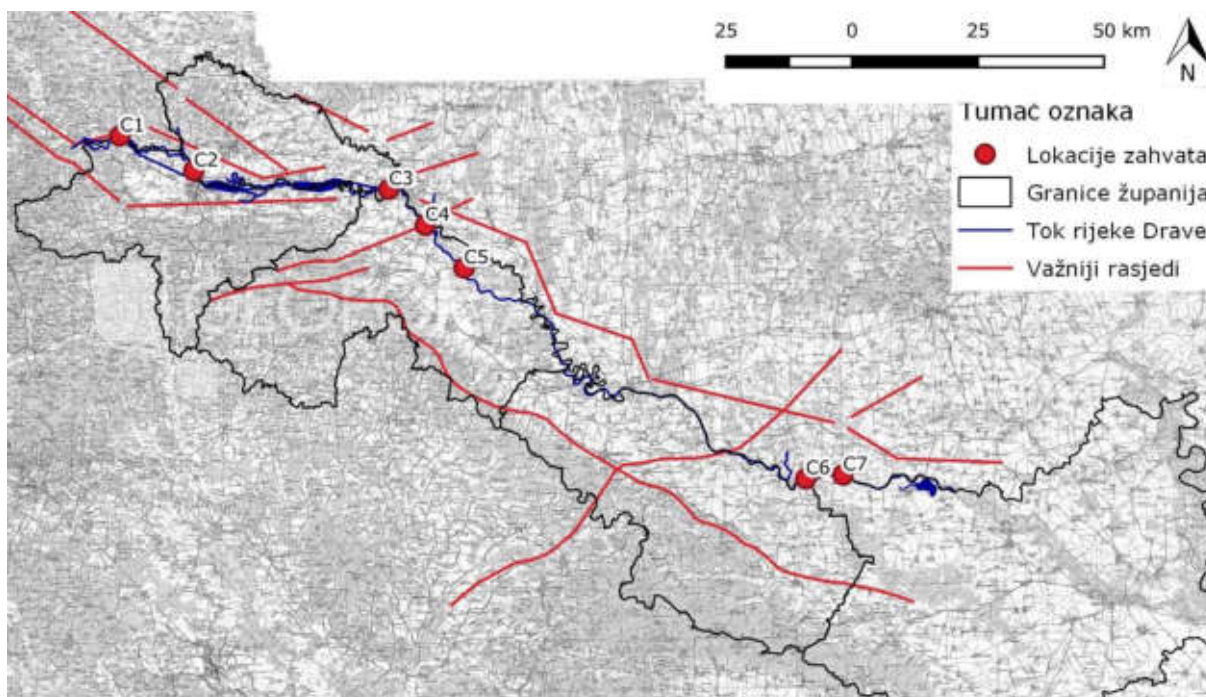 25 0 25 50 km
N
Tumač oznaka
Lokacije zahvata
Granice županija
Tok rijeke Drave
Važniji rasjedi
C1
C2
C3
C4
C5
C6 C7